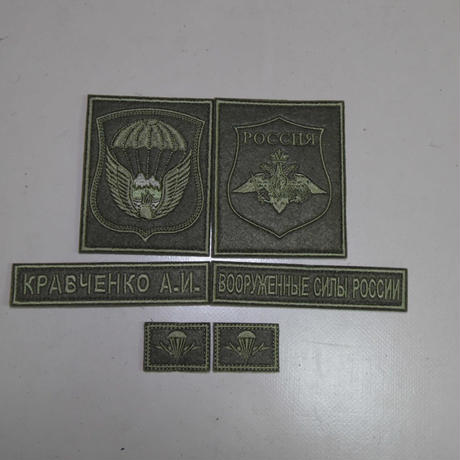 РОССИЯ
КРАВЧЕНКО А.И.
ВООРУЖЕННЫЕ СИЛЫ РОССИИ